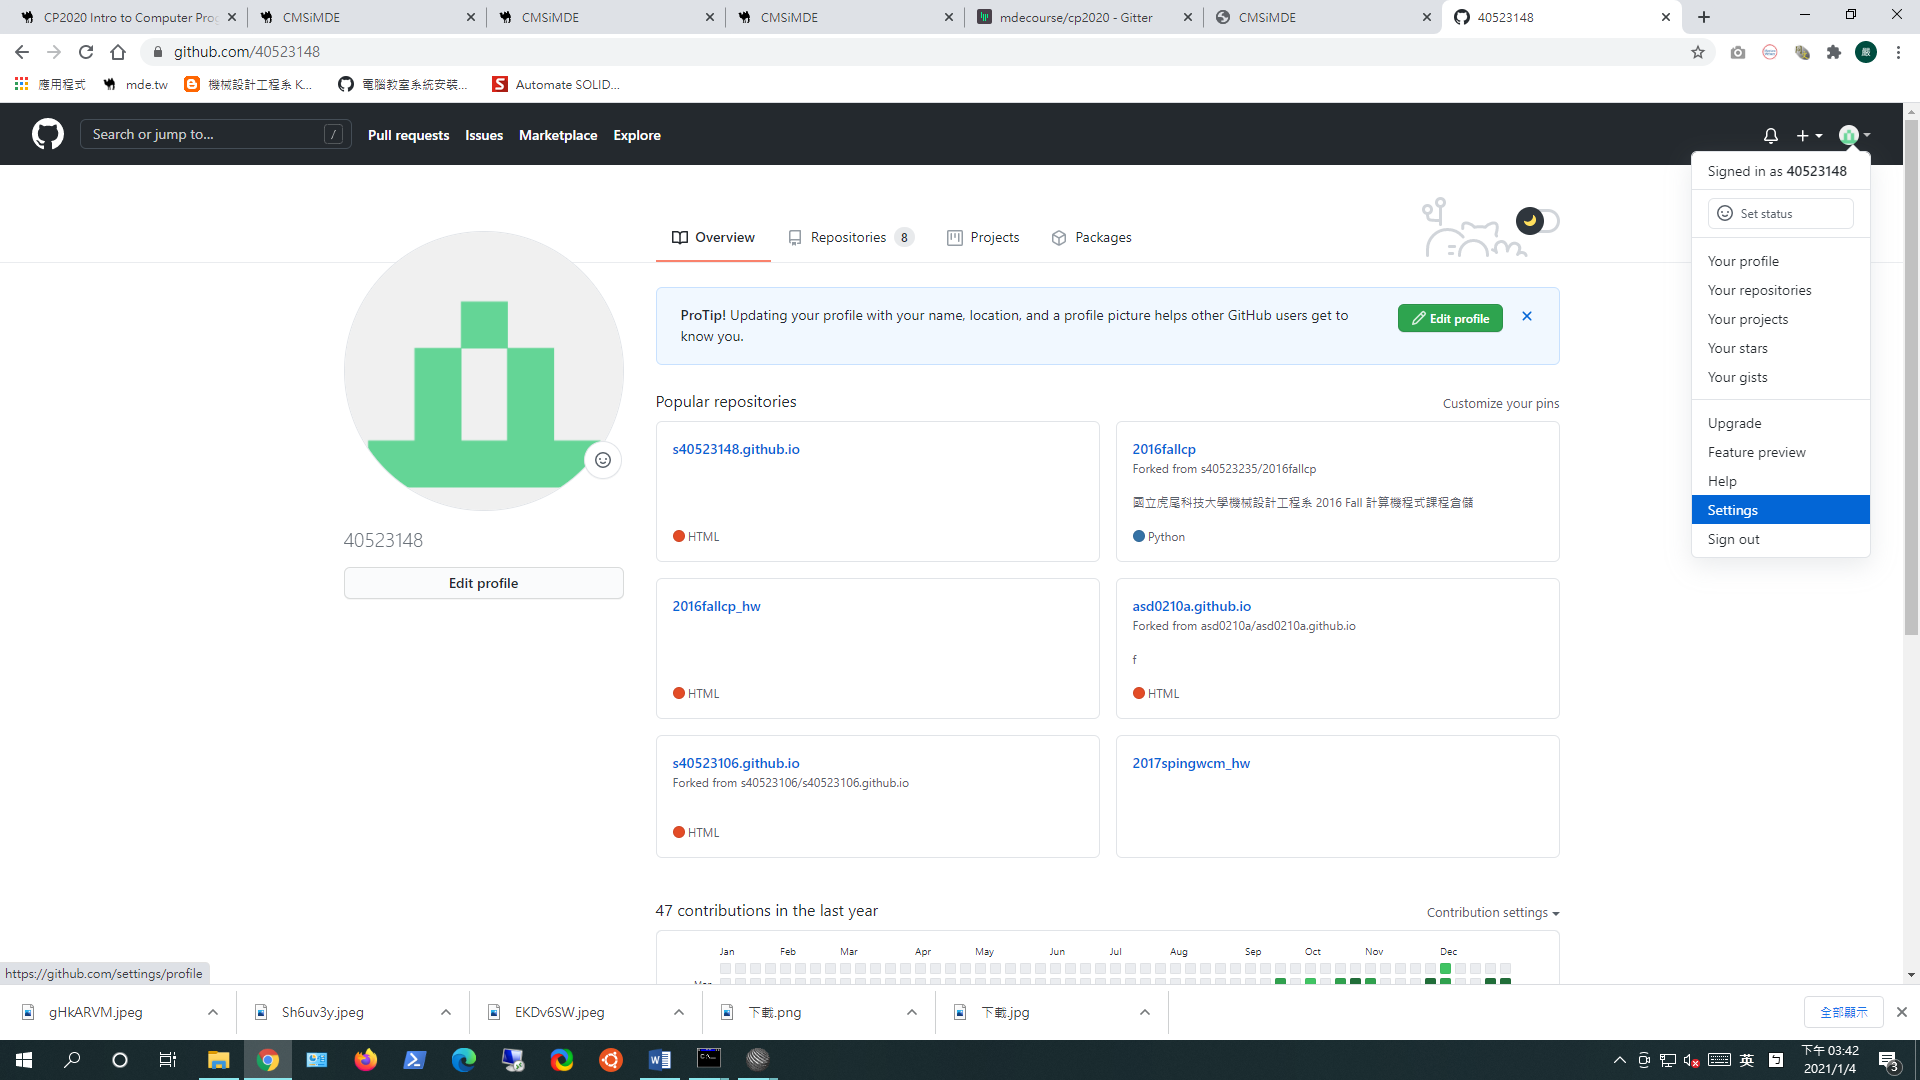 CP2020 Intro to Computer Prog
CMSiMDE
CMSiMDE
CMSiMDE
mdecourse/cp2020 - Gitter
CMSiMDE
40523148
github.com/40523148
應用程式
mde.tw
機械設計工程系 K...
電腦教室系統安裝...
Automate SOLID...
Search or jump to...
/
Pull requests
Issues
Marketplace
Explore
Signed in as 40523148
Set status
Your profile
Your repositories
Your projects
Your stars
Your gists
Upgrade
Feature preview
Help
Settings
Sign out
Overview
Repositories 8
Projects
Packages
ProTip! Updating your profile with your name, location, and a profile picture helps other GitHub users get to
know you.
Edit profile
40523148
Edit profile
Popular repositories
Customize your pins
s40523148.github.io
HTML
2016fallcp
Forked from s40523235/2016fallcp
國立虎尾科技大學機械設計工程系 2016 Fall 計算機程式課程倉儲
Python
2016fallcp_hw
HTML
asd0210a.github.io
Forked from asd0210a/asd0210a.github.io
f
HTML
s40523106.github.io
Forked from s40523106/s40523106.github.io
HTML
2017spingwcm_hw
47 contributions in the last year
Contribution settings
Jan Feb Mar Apr May Jun Jul Aug Sep Oct Nov Dec
https://github.com/settings/profile
gHkARVM.jpeg
Sh6uv3y.jpeg
EKDv6SW.jpeg
下載.png
下載.jpg
全部顯示
英
下午 03:42
2021/1/4
3